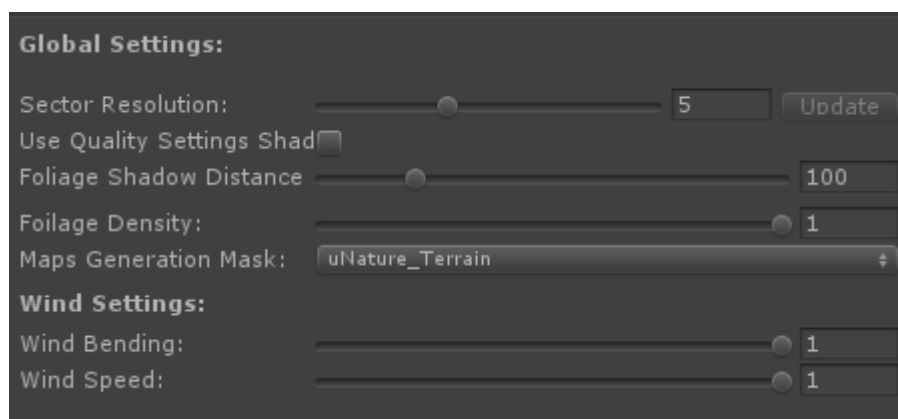 Global Settings:
Sector Resolution: 5 Update
Use Quality Settings Shad
Foliage Shadow Distance 100
Foilage Density: 1
Maps Generation Mask: uNature_Terrain
Wind Settings:
Wind Bending: 1
Wind Speed: 1